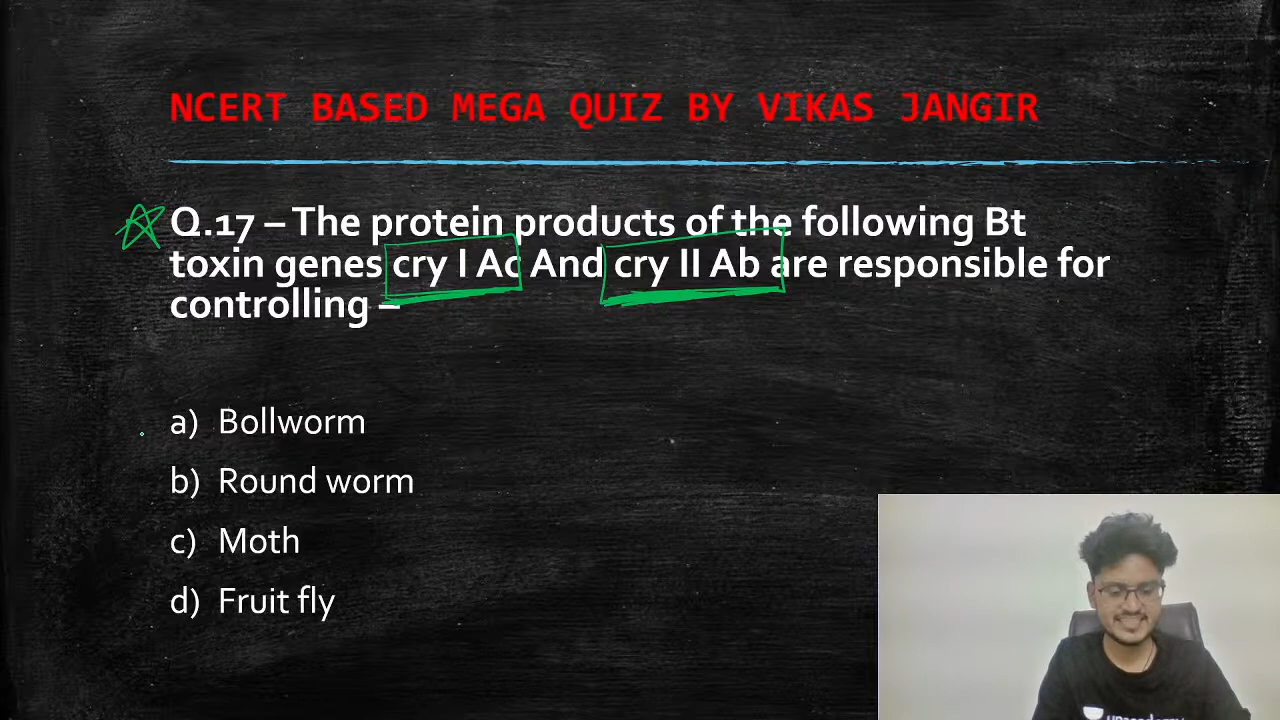 NCERT BASED MEGA QUIZ BY VIKAS JANGIR
Q.17 – The protein products of the following Bt
toxin genes cry I Ac And cry II Ab are responsible for
controlling –
a) Bollworm
b) Round worm
c) Moth
d) Fruit fly